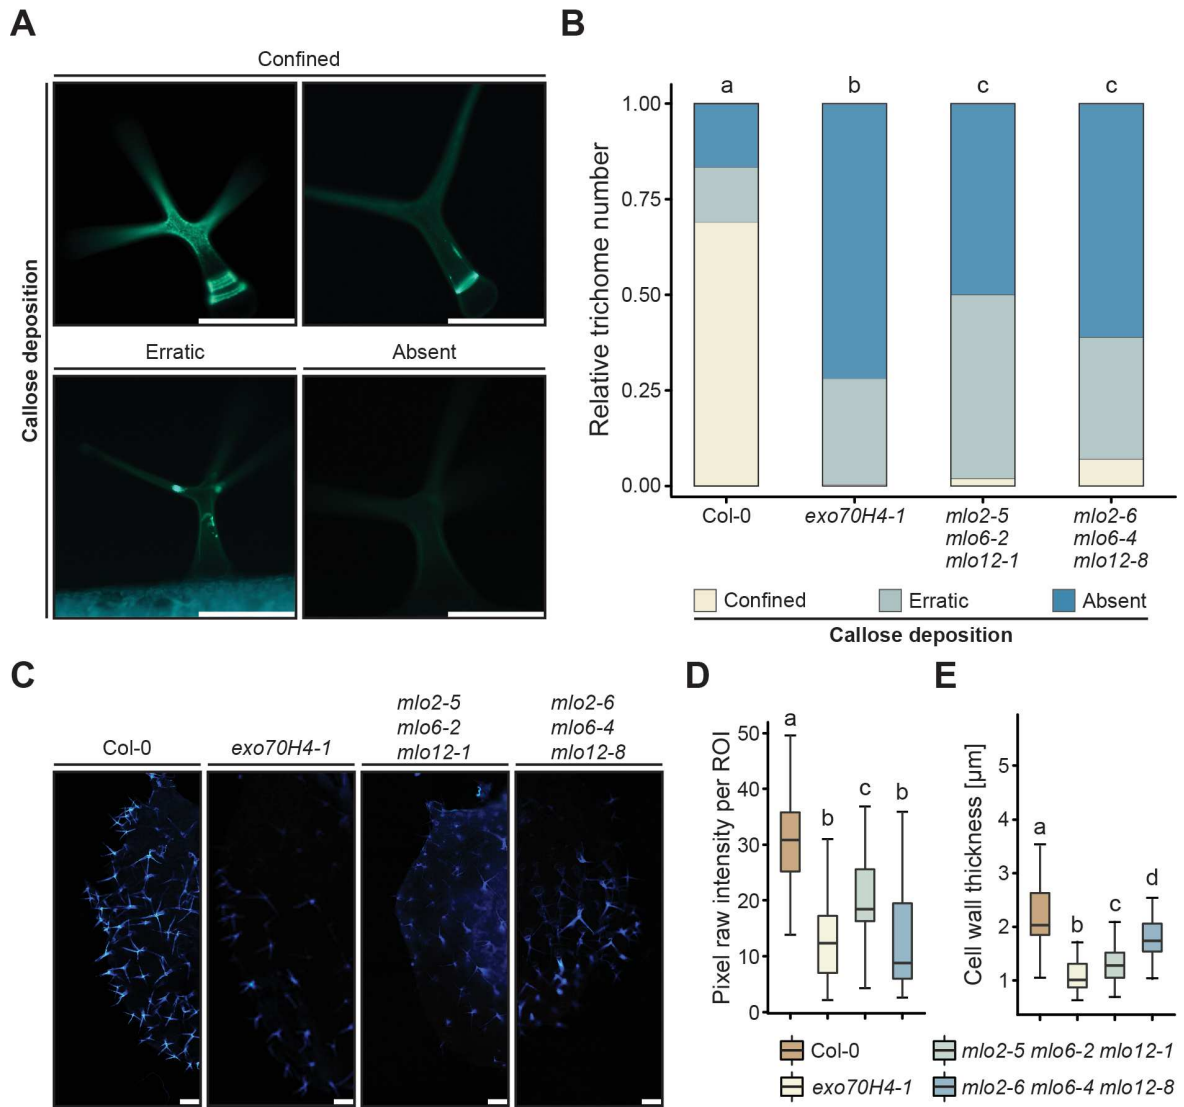 A
Confined
Callose deposition
Erratic
Absent
B
a
b
c
c
Relative trichome number
1.00
0.75
0.50
0.25
0.00
Col-0
exo70H4-1
mlo2-5
mlo6-2
mlo12-1
mlo2-6
mlo6-4
mlo12-8
Confined
Erratic
Absent
Callose deposition
C
Col-0
exo70H4-1
mlo2-5
mlo6-2
mlo12-1
mlo2-6
mlo6-4
mlo12-8
D
Pixel raw intensity per ROI
50
40
30
20
10
0
a
b
c
b
E
Cell wall thickness [µm]
5
4
3
2
1
a
b
c
d
Col-0
exo70H4-1
mlo2-5 mlo6-2 mlo12-1
mlo2-6 mlo6-4 mlo12-8